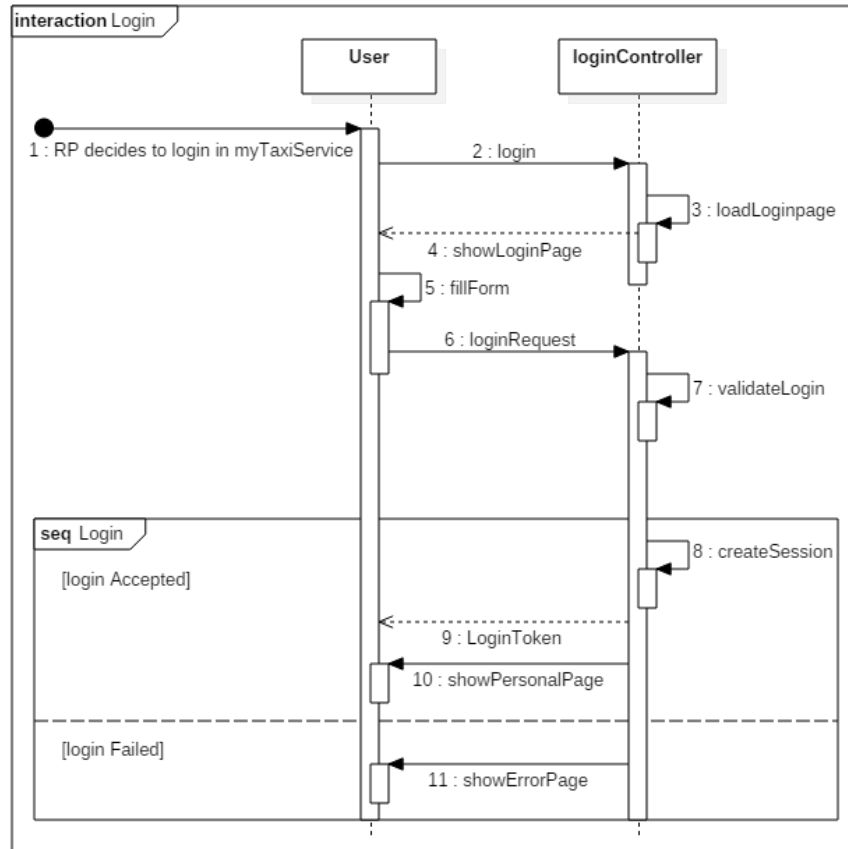 interaction Login
User
loginController
1 : RP decides to login in myTaxiService
2 : login
3 : loadLoginpage
4 : showLoginPage
5 : fillForm
6 : loginRequest
7 : validateLogin
seq Login
8 : createSession
[login Accepted]
9 : LoginToken
10 : showPersonalPage
[login Failed]
11 : showErrorPage